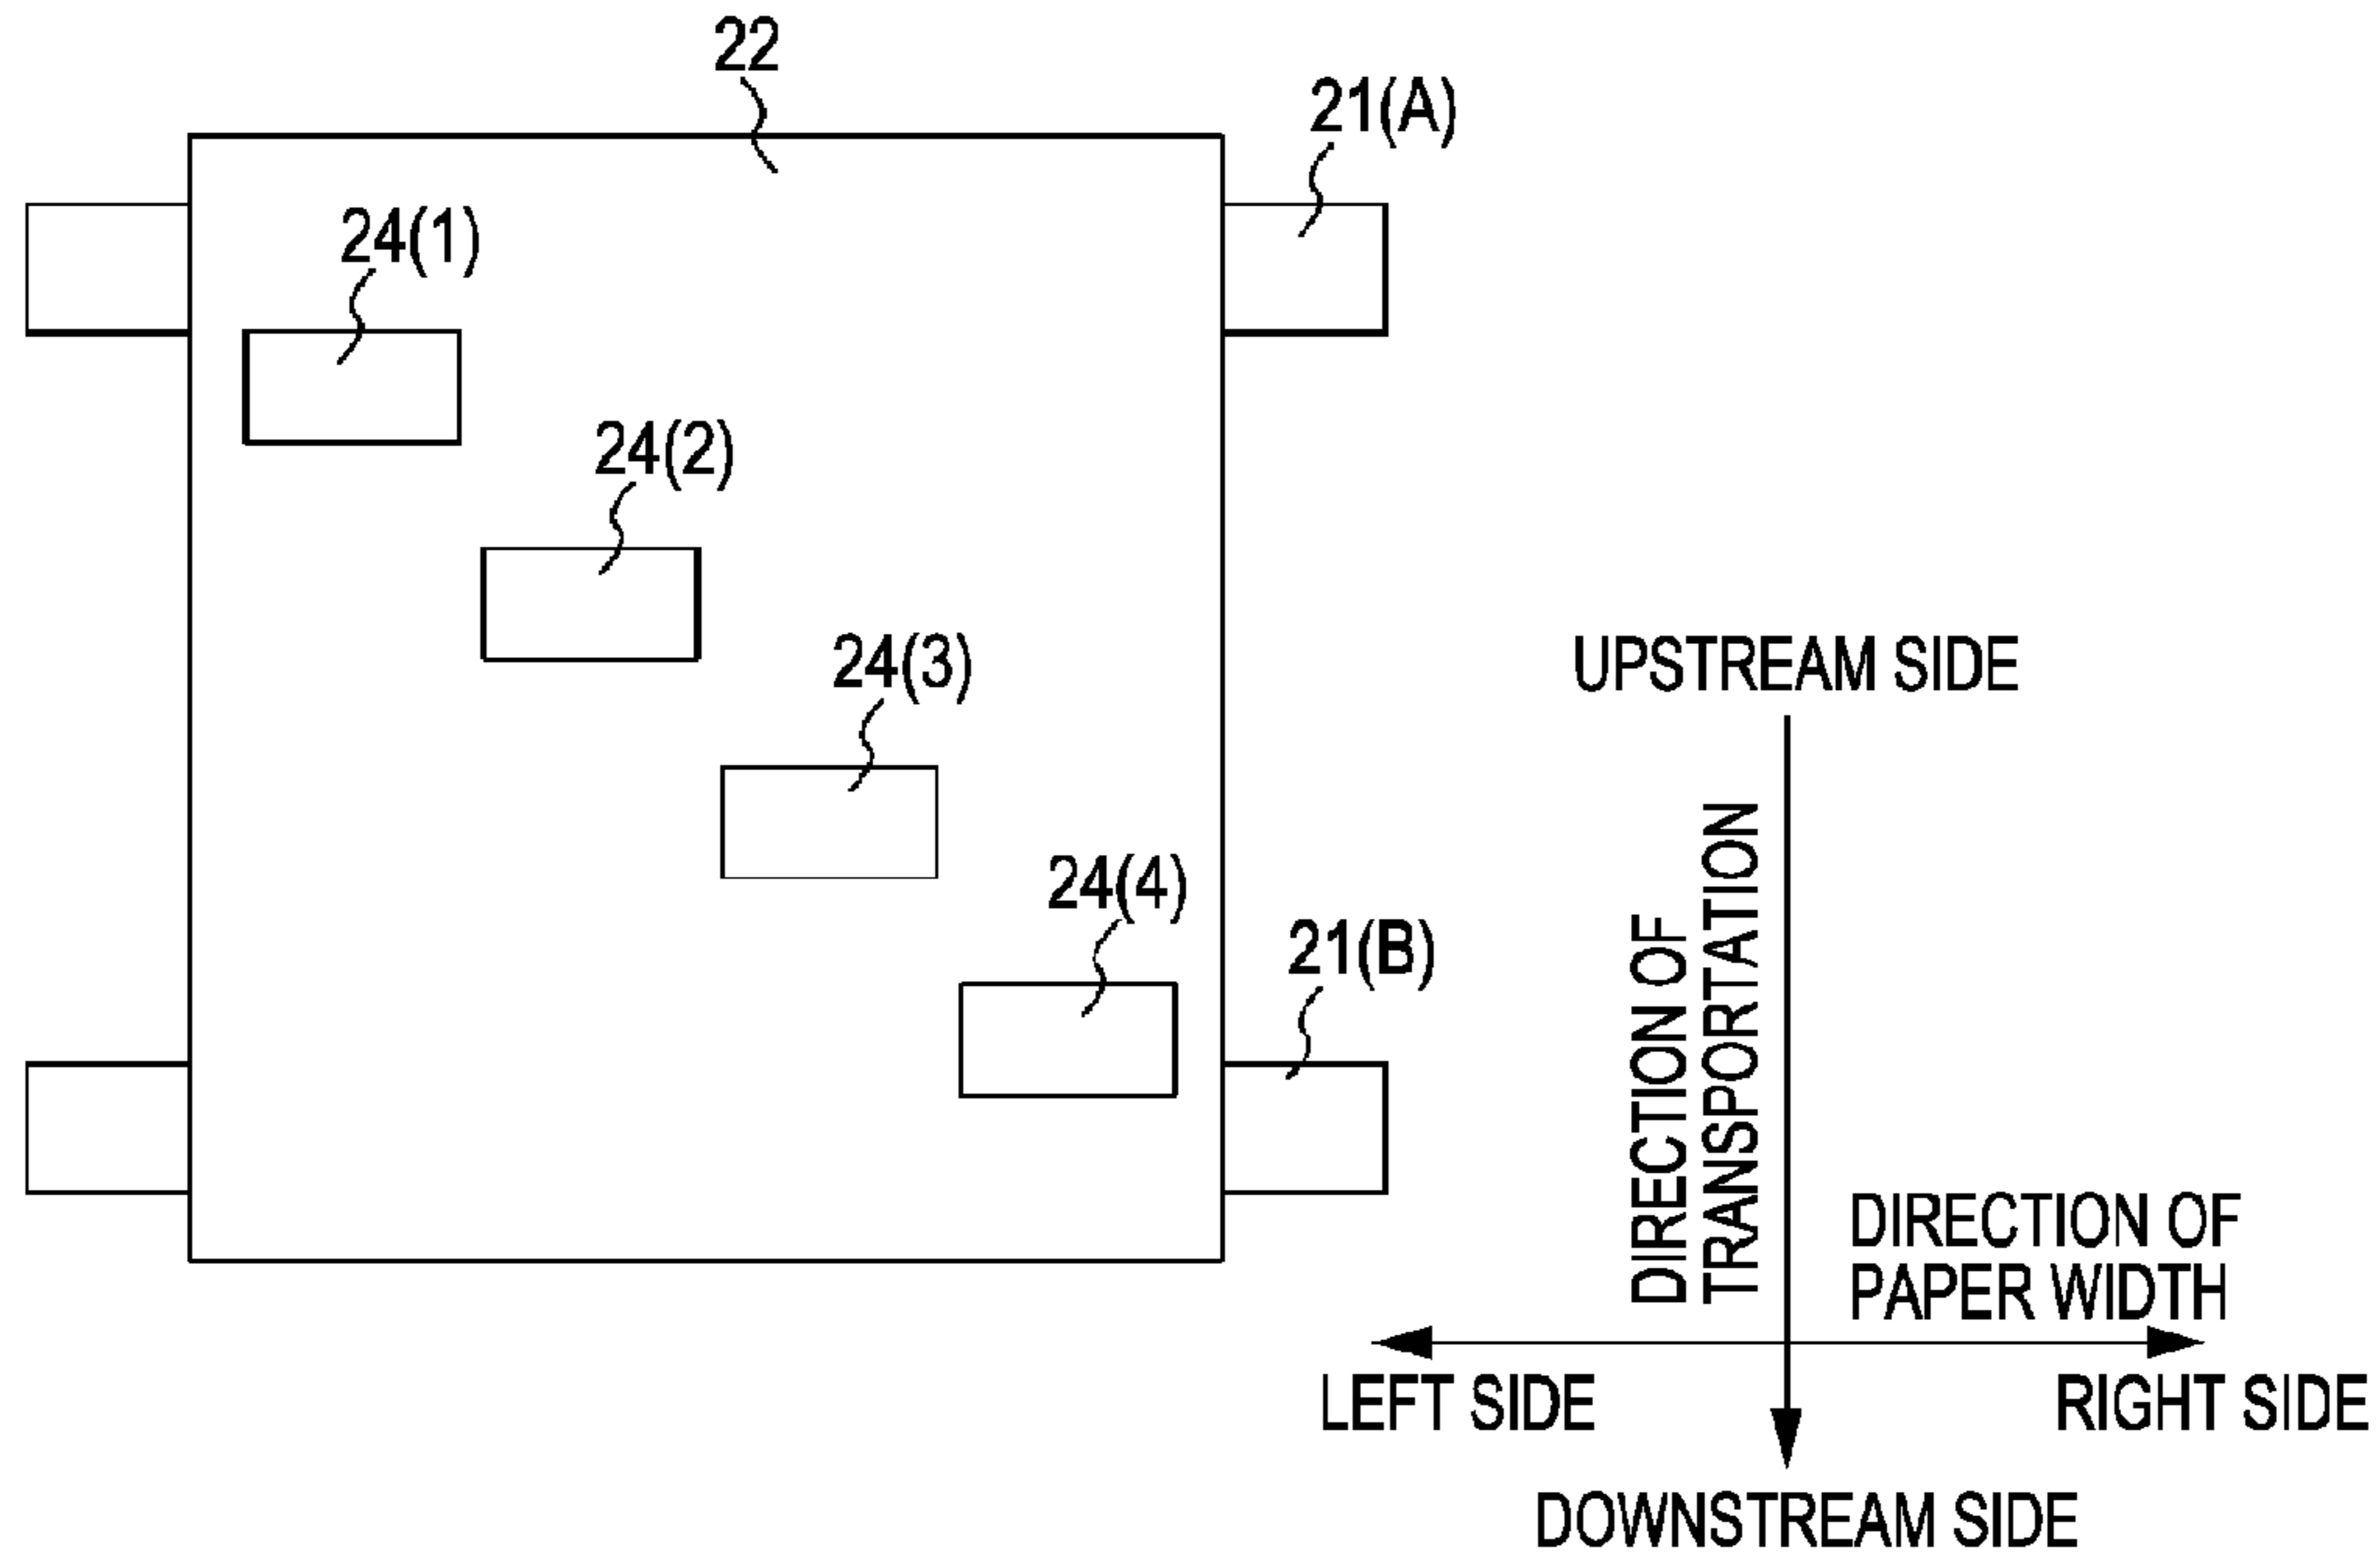 22
21(A)
24(1)
24(2)
24(3)
24(4)
21(B)
UPSTREAM SIDE
DIRECTION OF
TRANSPORTATION
DIRECTION OF
PAPER WIDTH
LEFT SIDE
RIGHT SIDE
DOWNSTREAM SIDE